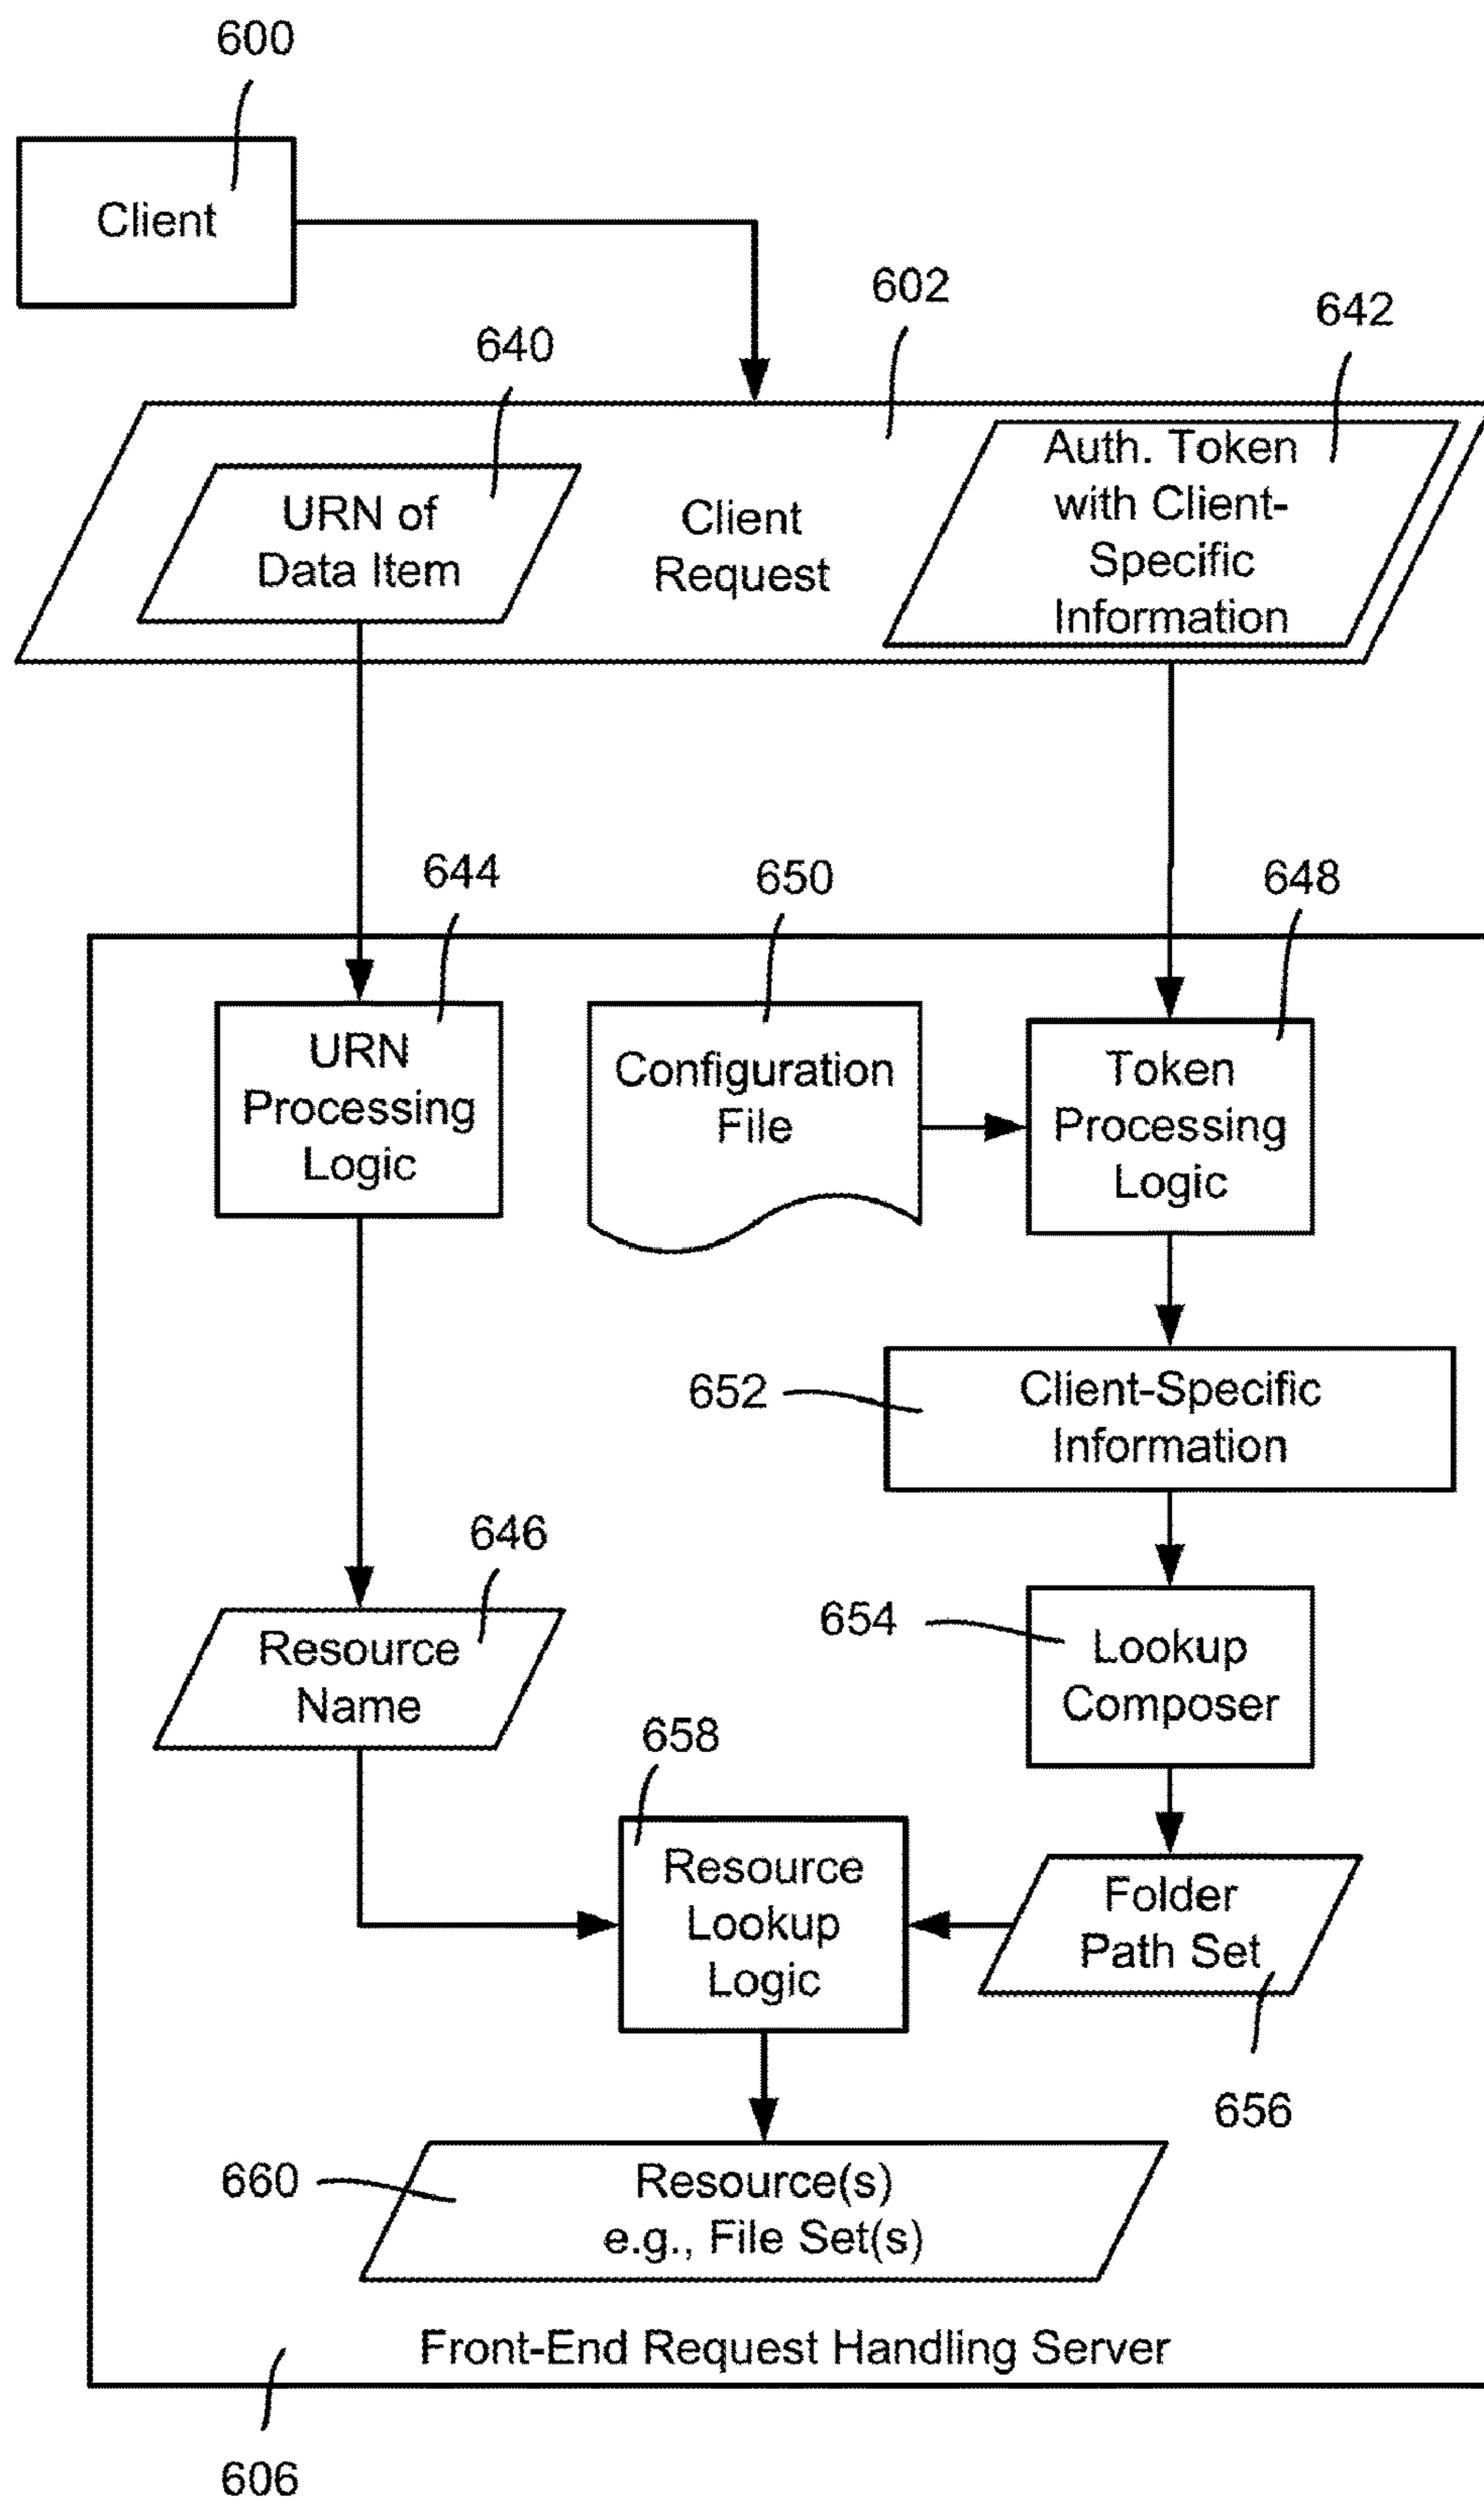 600
Client
602
642
640
Auth. Token
with Client-
Specific
Information
URN of
Data Item
Client
Request
644
650
648
URN
Processing
Logic
Configuration
File
Token
Processing
Logic
652
Client-Specific
Information
646
654
Resource
Name
Lookup
Composer
658
Resource
Lookup
Logic
Folder
Path Set
656
660
Resource(s)
e.g., File Set(s)
Front-End Request Handling Server
606